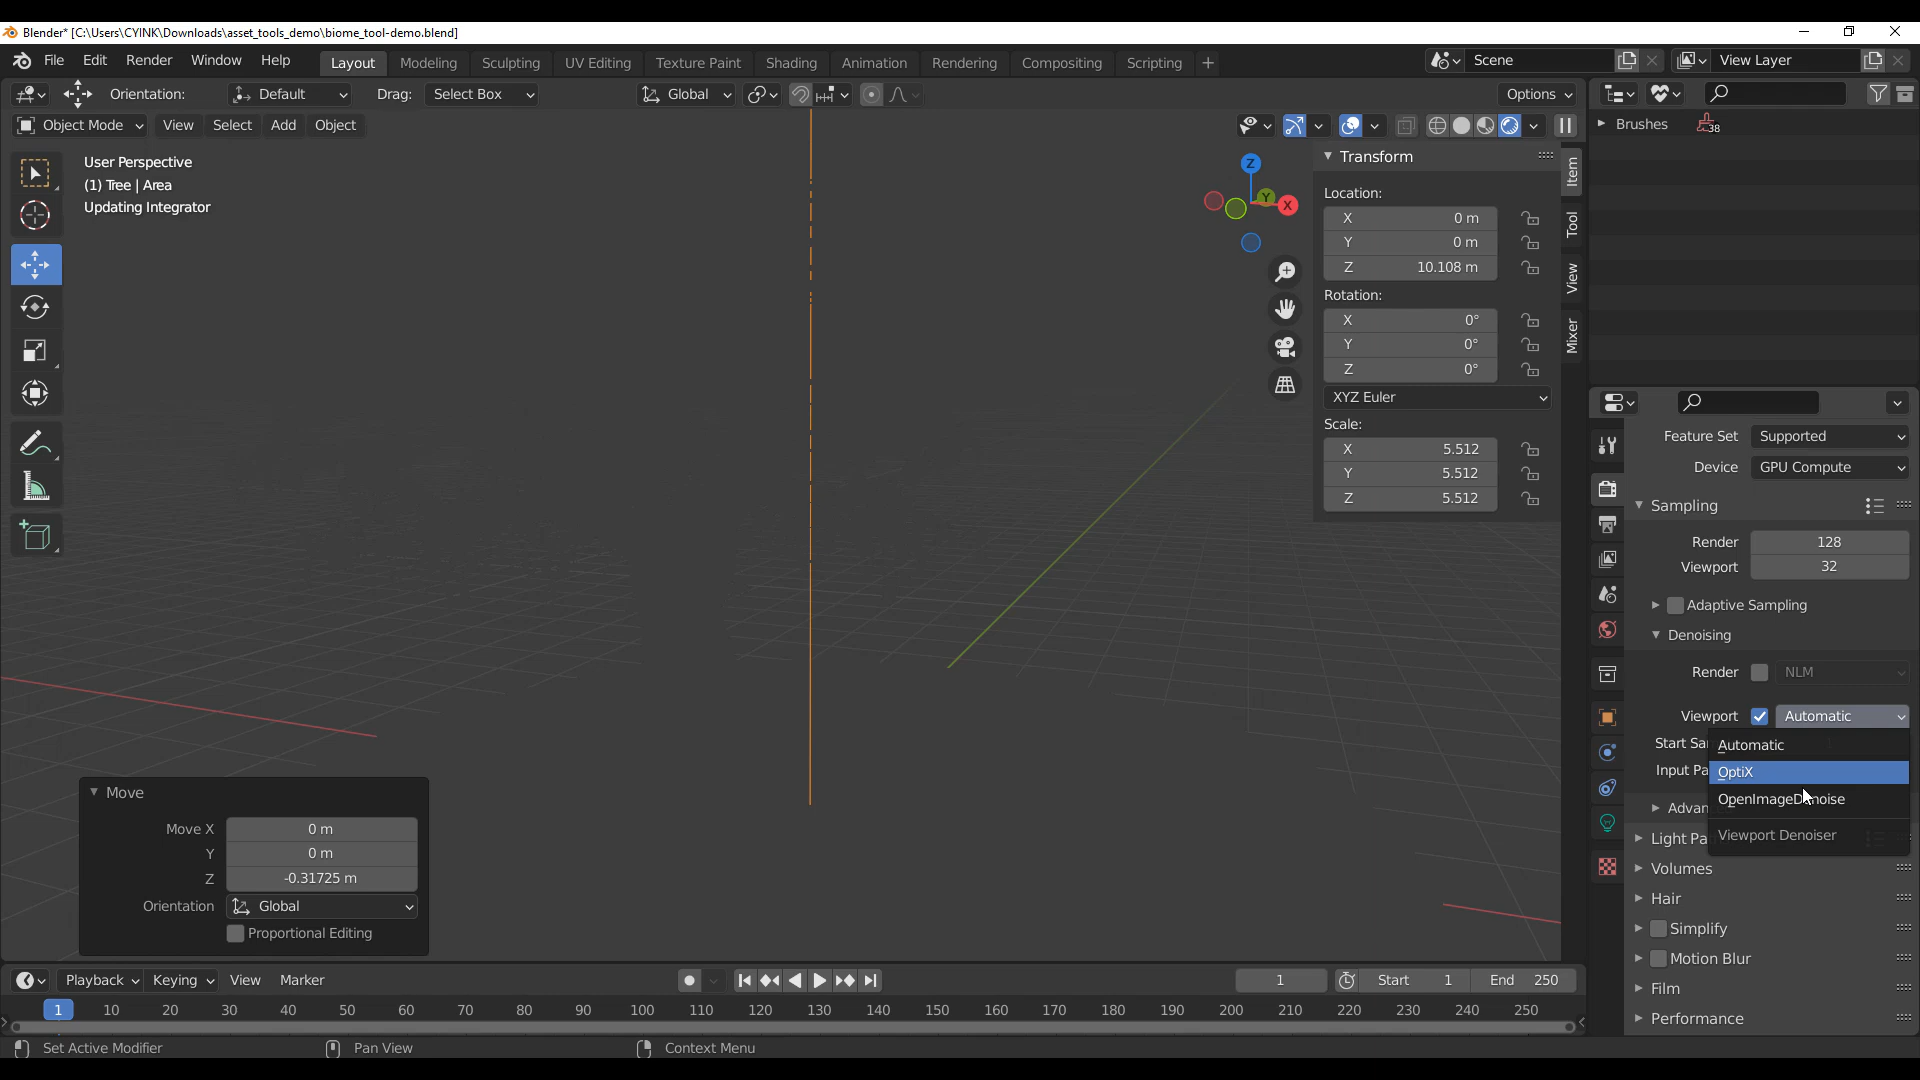 Blender* [C:\Users\CYINK\Downloads\asset_tools_demo\biome_tool-demo.blend]
File Edit Render Window Help Layout Modeling Sculpting UV Editing Texture Paint Shading Animation Rendering Compositing Scripting + Scene View Layer
Orientation: Default Drag: Select Box Global Options
Object Mode View Select Add Object
Brushes 38
User Perspective
(1) Tree | Area
Updating Integrator
Z
Y
X
Transform
Location:
X 0 m
Y 0 m
Z 10.108 m
Rotation:
X 0°
Y 0°
Z 0°
XYZ Euler
Scale:
X 5.512
Y 5.512
Z 5.512
Item
Tool
View
Mixer
Feature Set Supported
Device GPU Compute
Sampling
Render 128
Viewport 32
Adaptive Sampling
Denoising
Render NLM
Viewport Automatic
Start Sa
Input Pa
Advan
Automatic
OptiX
OpenImageDenoise
Viewport Denoiser
Light Pa
Volumes
Hair
Simplify
Motion Blur
Film
Performance
Move
Move X 0 m
Y 0 m
Z -0.31725 m
Orientation Global
Proportional Editing
Playback Keying View Marker 1 Start 1 End 250
1 10 20 30 40 50 60 70 80 90 100 110 120 130 140 150 160 170 180 190 200 210 220 230 240 250
Set Active Modifier Pan View Context Menu